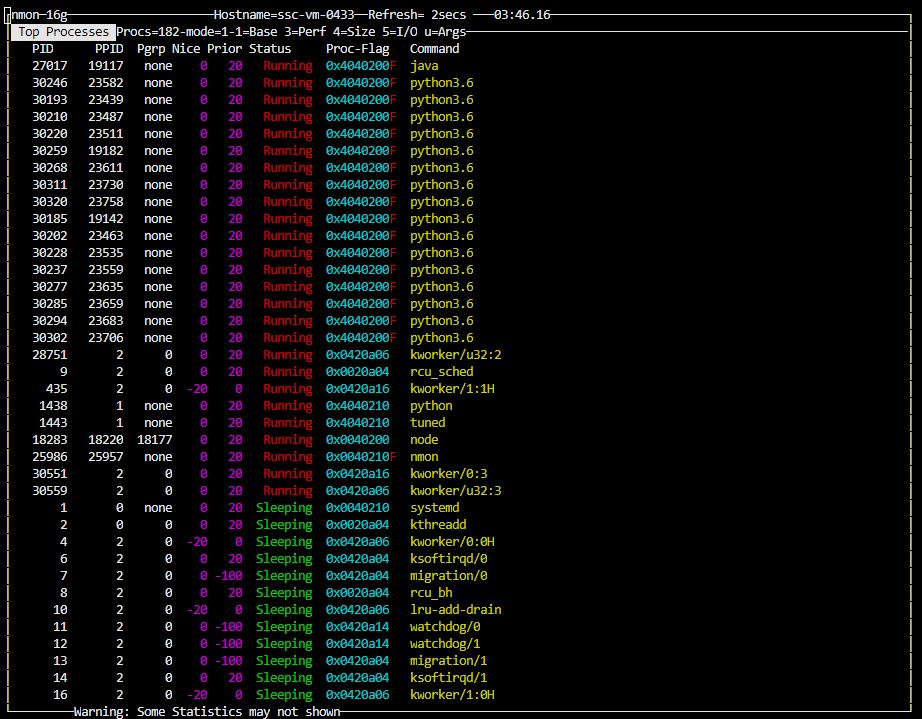 nmon-16g Hostname=ssc-vm-0433 Refresh= 2secs 03:46.16
Top Processes Procs=182-mode=1-1=Base 3=Perf 4=Size 5=I/O u=Args
PID PPID Pgrp Nice Prior Status Proc-Flag Command
27017 19117 none 0 20 Running 0x4040200F java
30246 23582 none 0 20 Running 0x4040200F python3.6
30193 23439 none 0 20 Running 0x4040200F python3.6
30210 23487 none 0 20 Running 0x4040200F python3.6
30220 23511 none 0 20 Running 0x4040200F python3.6
30259 19182 none 0 20 Running 0x4040200F python3.6
30268 23611 none 0 20 Running 0x4040200F python3.6
30311 23730 none 0 20 Running 0x4040200F python3.6
30320 23758 none 0 20 Running 0x4040200F python3.6
30185 19142 none 0 20 Running 0x4040200F python3.6
30202 23463 none 0 20 Running 0x4040200F python3.6
30228 23535 none 0 20 Running 0x4040200F python3.6
30237 23559 none 0 20 Running 0x4040200F python3.6
30277 23635 none 0 20 Running 0x4040200F python3.6
30285 23659 none 0 20 Running 0x4040200F python3.6
30294 23683 none 0 20 Running 0x4040200F python3.6
30302 23706 none 0 20 Running 0x4040200F python3.6
28751 2 0 0 20 Running 0x0420a06 kworker/u32:2
9 2 0 0 20 Running 0x0020a04 rcu_sched
435 2 0 -20 0 Running 0x0420a16 kworker/1:1H
1438 1 none 0 20 Running 0x4040210 python
1443 1 none 0 20 Running 0x4040210 tuned
18283 18220 18177 0 20 Running 0x0040200 node
25986 25957 none 0 20 Running 0x0040210F nmon
30551 2 0 0 20 Running 0x0420a16 kworker/0:3
30559 2 0 0 20 Running 0x0420a06 kworker/u32:3
1 0 none 0 20 Sleeping 0x0040210 systemd
2 0 0 0 20 Sleeping 0x0020a04 kthreadd
4 2 0 -20 0 Sleeping 0x0420a06 kworker/0:0H
6 2 0 0 20 Sleeping 0x0420a04 ksoftirqd/0
7 2 0 0 -100 Sleeping 0x0420a04 migration/0
8 2 0 0 20 Sleeping 0x0020a04 rcu_bh
10 2 0 -20 0 Sleeping 0x0420a06 lru-add-drain
11 2 0 0 -100 Sleeping 0x0420a14 watchdog/0
12 2 0 0 -100 Sleeping 0x0420a14 watchdog/1
13 2 0 0 -100 Sleeping 0x0420a04 migration/1
14 2 0 0 20 Sleeping 0x0420a04 ksoftirqd/1
16 2 0 -20 0 Sleeping 0x0420a06 kworker/1:0H
Warning: Some Statistics may not shown